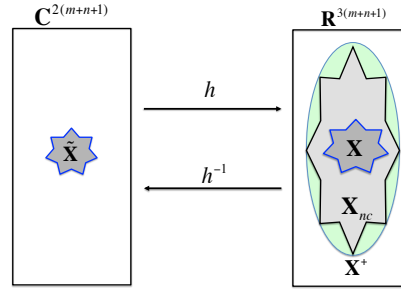 C^{2(m+n+1)}
R^{3(m+n+1)}
h
X̃
X
h^{-1}
X_{nc}
X^+